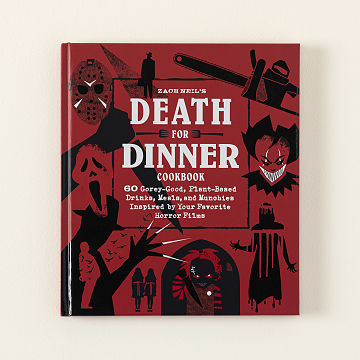 ZACH NEIL'S
DEATH
FOR
DINNER
COOKBOOK
60 Gorey-Good, Plant-Based
Drinks, Meals, and Munchies
Inspired by Your Favorite
Horror Films